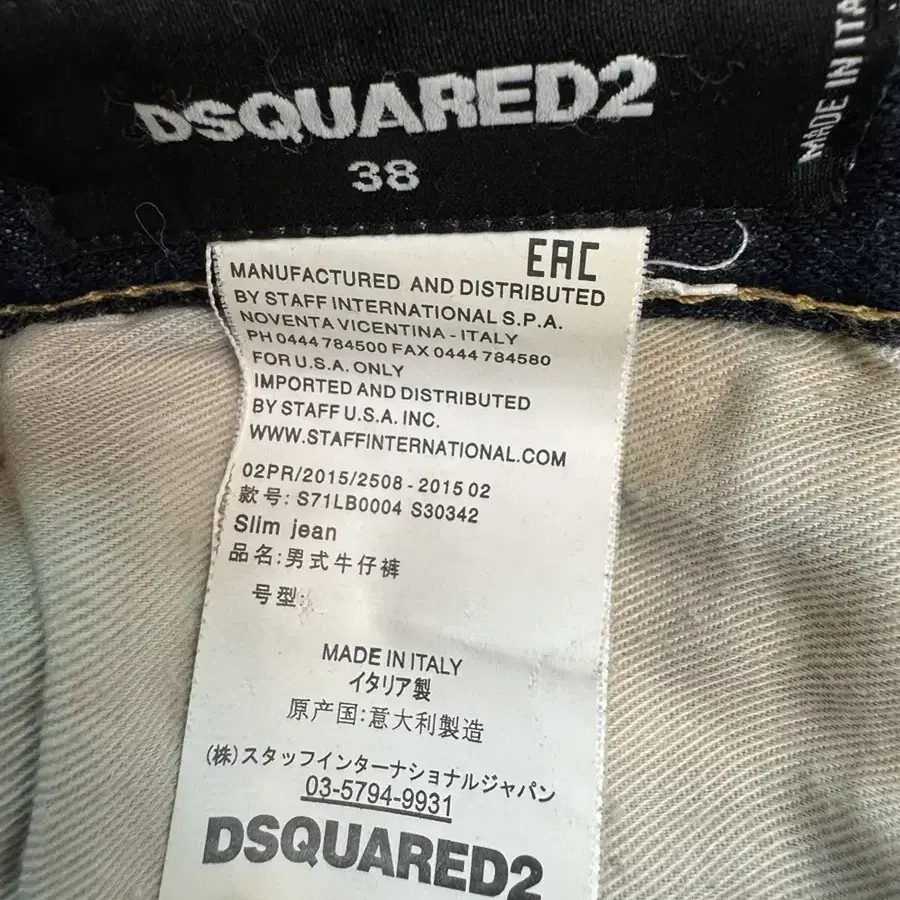 DSQUARED2
38
MADE IN ITA
EAC
MANUFACTURED AND DISTRIBUTED
BY STAFF INTERNATIONAL S.P.A.
NOVENTA VICENTINA - ITALY
PH 0444 784500 FAX 0444 784580
FOR U.S.A. ONLY
IMPORTED AND DISTRIBUTED
BY STAFF U.S.A. INC.
WWW.STAFFINTERNATIONAL.COM
02PR/2015/2508 - 2015 02
款号: S71LB0004 S30342
Slim jean
品名:男式牛仔裤
号型:
MADE IN ITALY
イタリア製
原产国:意大利製造
(株)スタッフインターナショナルジャパン
03-5794-9931
DSQUARED2